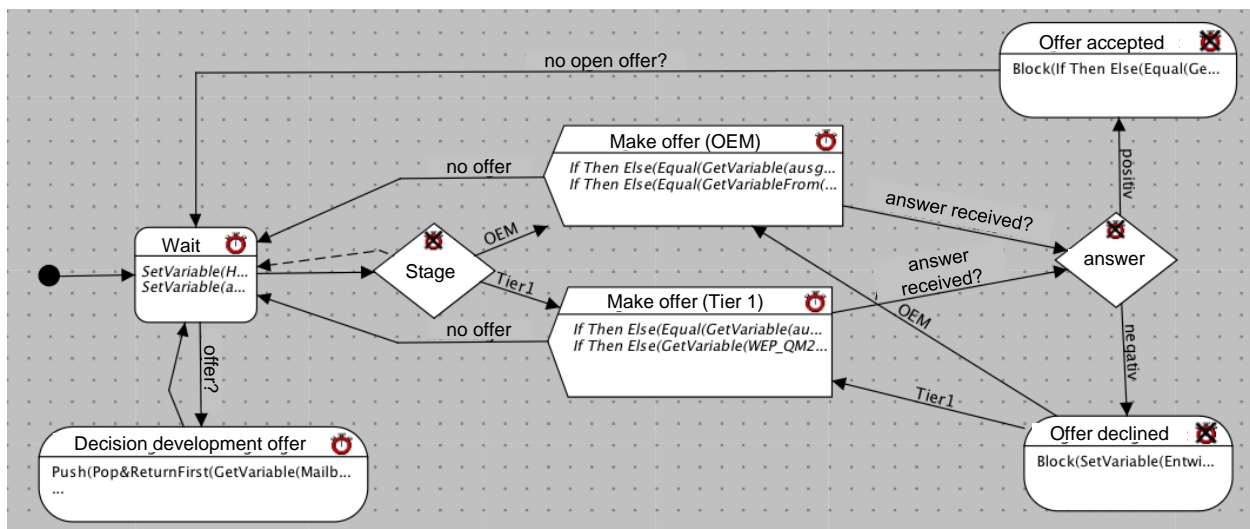 Offer accepted
Block(If Then Else(Equal(Ge...
no open offer?
Make offer (OEM)
If Then Else(Equal(GetVariable(ausg...
If Then Else(Equal(GetVariableFrom(...
no offer
positiv
answer received?
Wait
SetVariable(H...
SetVariable(a...
Stage
OEM
Tier1
answer
answer
received?
Make offer (Tier 1)
If Then Else(Equal(GetVariable(au...
If Then Else(GetVariable(WEP_QM2...
no offer
OEM
negativ
offer?
Tier1
Decision development offer
Push(Pop&ReturnFirst(GetVariable(Mailb...
...
Offer declined
Block(SetVariable(Entwi...